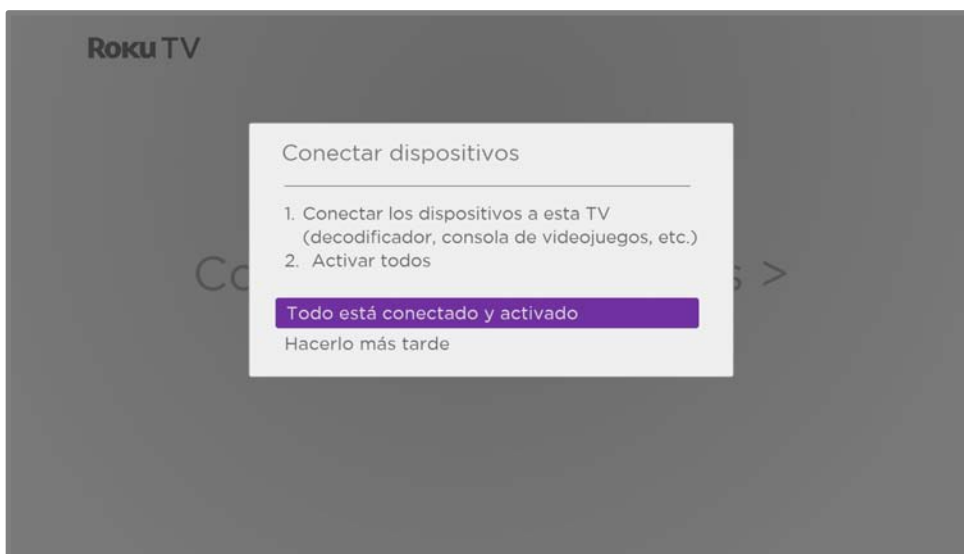 Roku TV
Conectar dispositivos
1. Conectar los dispositivos a esta TV
(decodificador, consola de videojuegos, etc.)
2. Activar todos
Todo está conectado y activado
Hacerlo más tarde